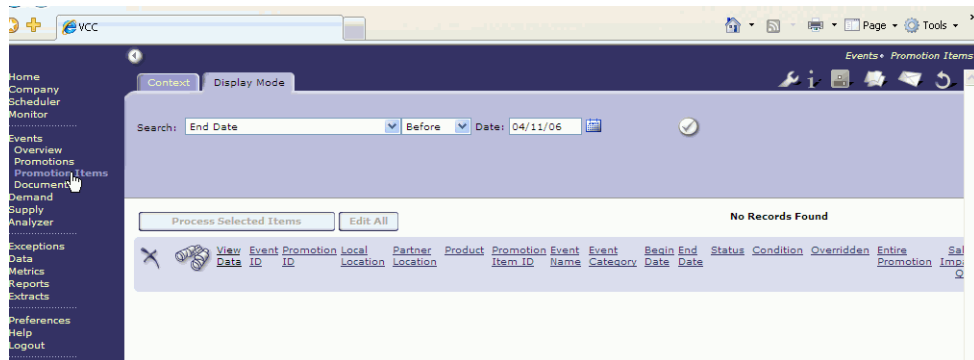 VCC
Page
Tools
Events
Promotion Items
Home
Company
Scheduler
Monitor
Events
Overview
Promotions
Promotion Items
Document
Demand
Supply
Analyzer
Exceptions
Data
Metrics
Reports
Extracts
Preferences
Help
Logout
Context
Display Mode
Search: End Date Before Date: 04/11/06
Process Selected Items
Edit All
No Records Found
View Event Promotion Local Partner Product Promotion Event Event Begin End Status Condition Overridden Entire Sal
Data ID ID Location Location Item ID Name Category Date Date Promotion Imp
Q